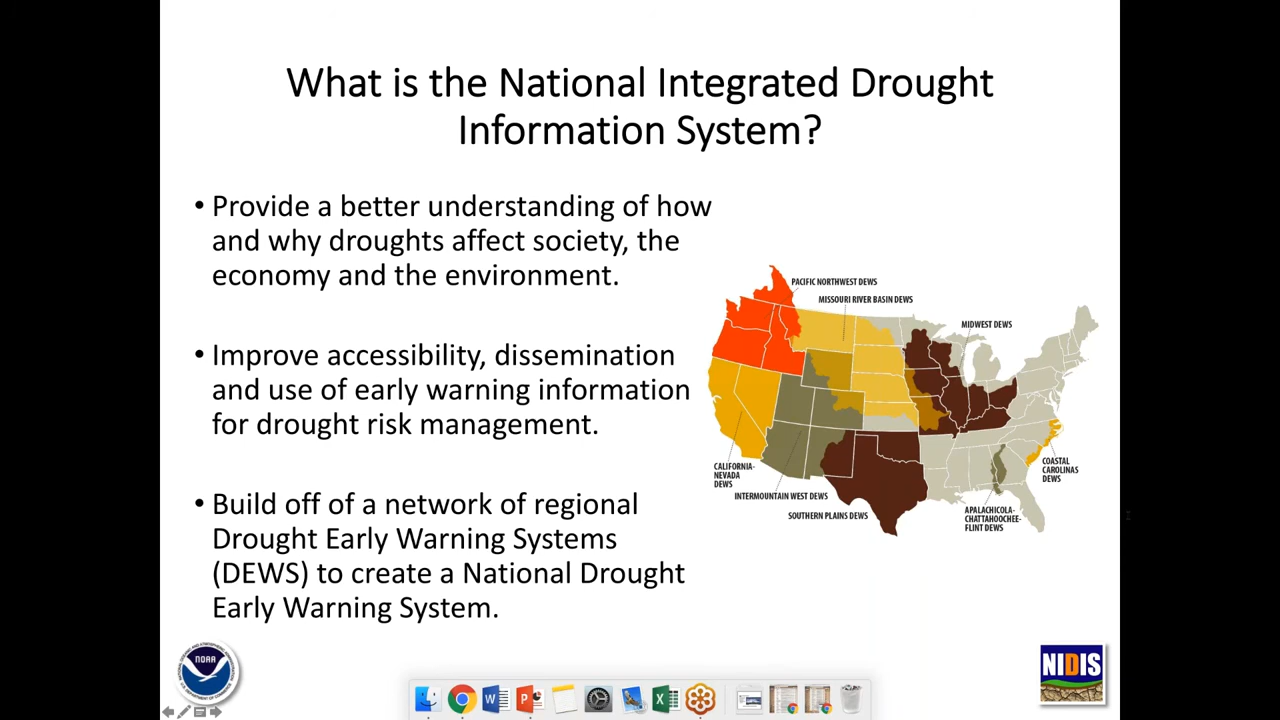 What is the National Integrated Drought
Information System?
• Provide a better understanding of how
and why droughts affect society, the
economy and the environment.
• Improve accessibility, dissemination
and use of early warning information
for drought risk management.
• Build off of a network of regional
Drought Early Warning Systems
(DEWS) to create a National Drought
Early Warning System.
PACIFIC NORTHWEST DEWS
MISSOURI RIVER BASIN DEWS
MIDWEST DEWS
CALIFORNIA-
NEVADA
DEWS
INTERMOUNTAIN WEST DEWS
SOUTHERN PLAINS DEWS
COASTAL
CAROLINAS
DEWS
APALACHICOLA-
CHATTAHOOCHEE-
FLINT DEWS
NOAA
NIDIS